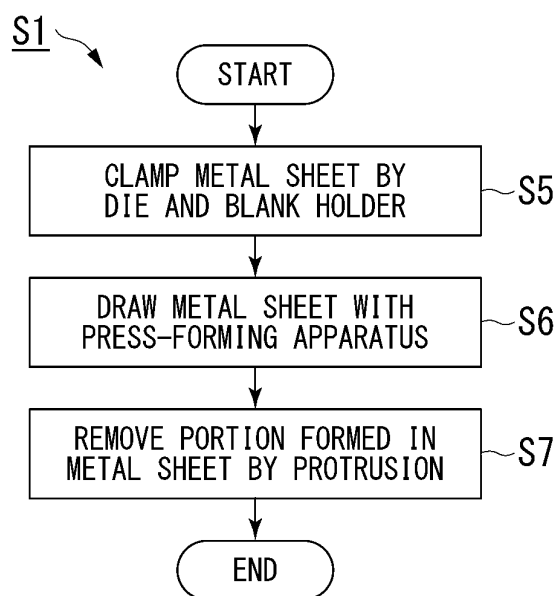 S1
START
CLAMP METAL SHEET BY
DIE AND BLANK HOLDER
S5
DRAW METAL SHEET WITH
PRESS-FORMING APPARATUS
S6
REMOVE PORTION FORMED IN
METAL SHEET BY PROTRUSION
S7
END